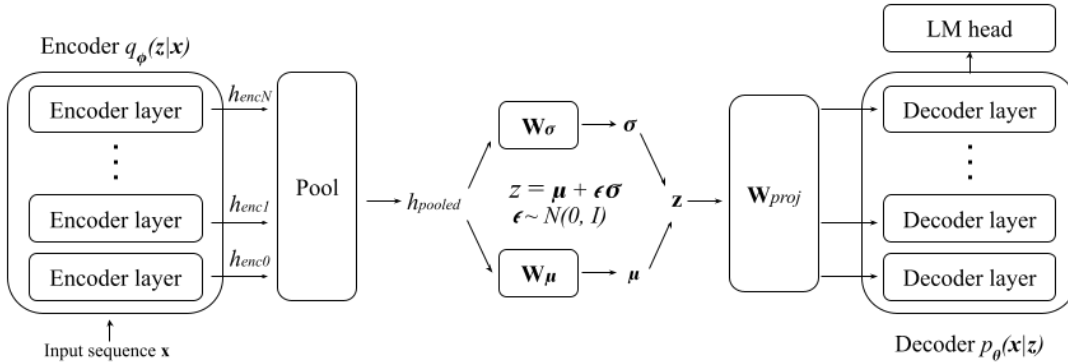 Encoder qϕ(z|x)
Encoder layer
Encoder layer
Encoder layer
hencN
henc1
henc0
Input sequence x
Pool
hpooled
Wσ
σ
z = μ + ϵσ
ϵ ~ N(0, I)
Wμ
μ
z
Wproj
LM head
Decoder layer
Decoder layer
Decoder layer
Decoder pθ(x|z)